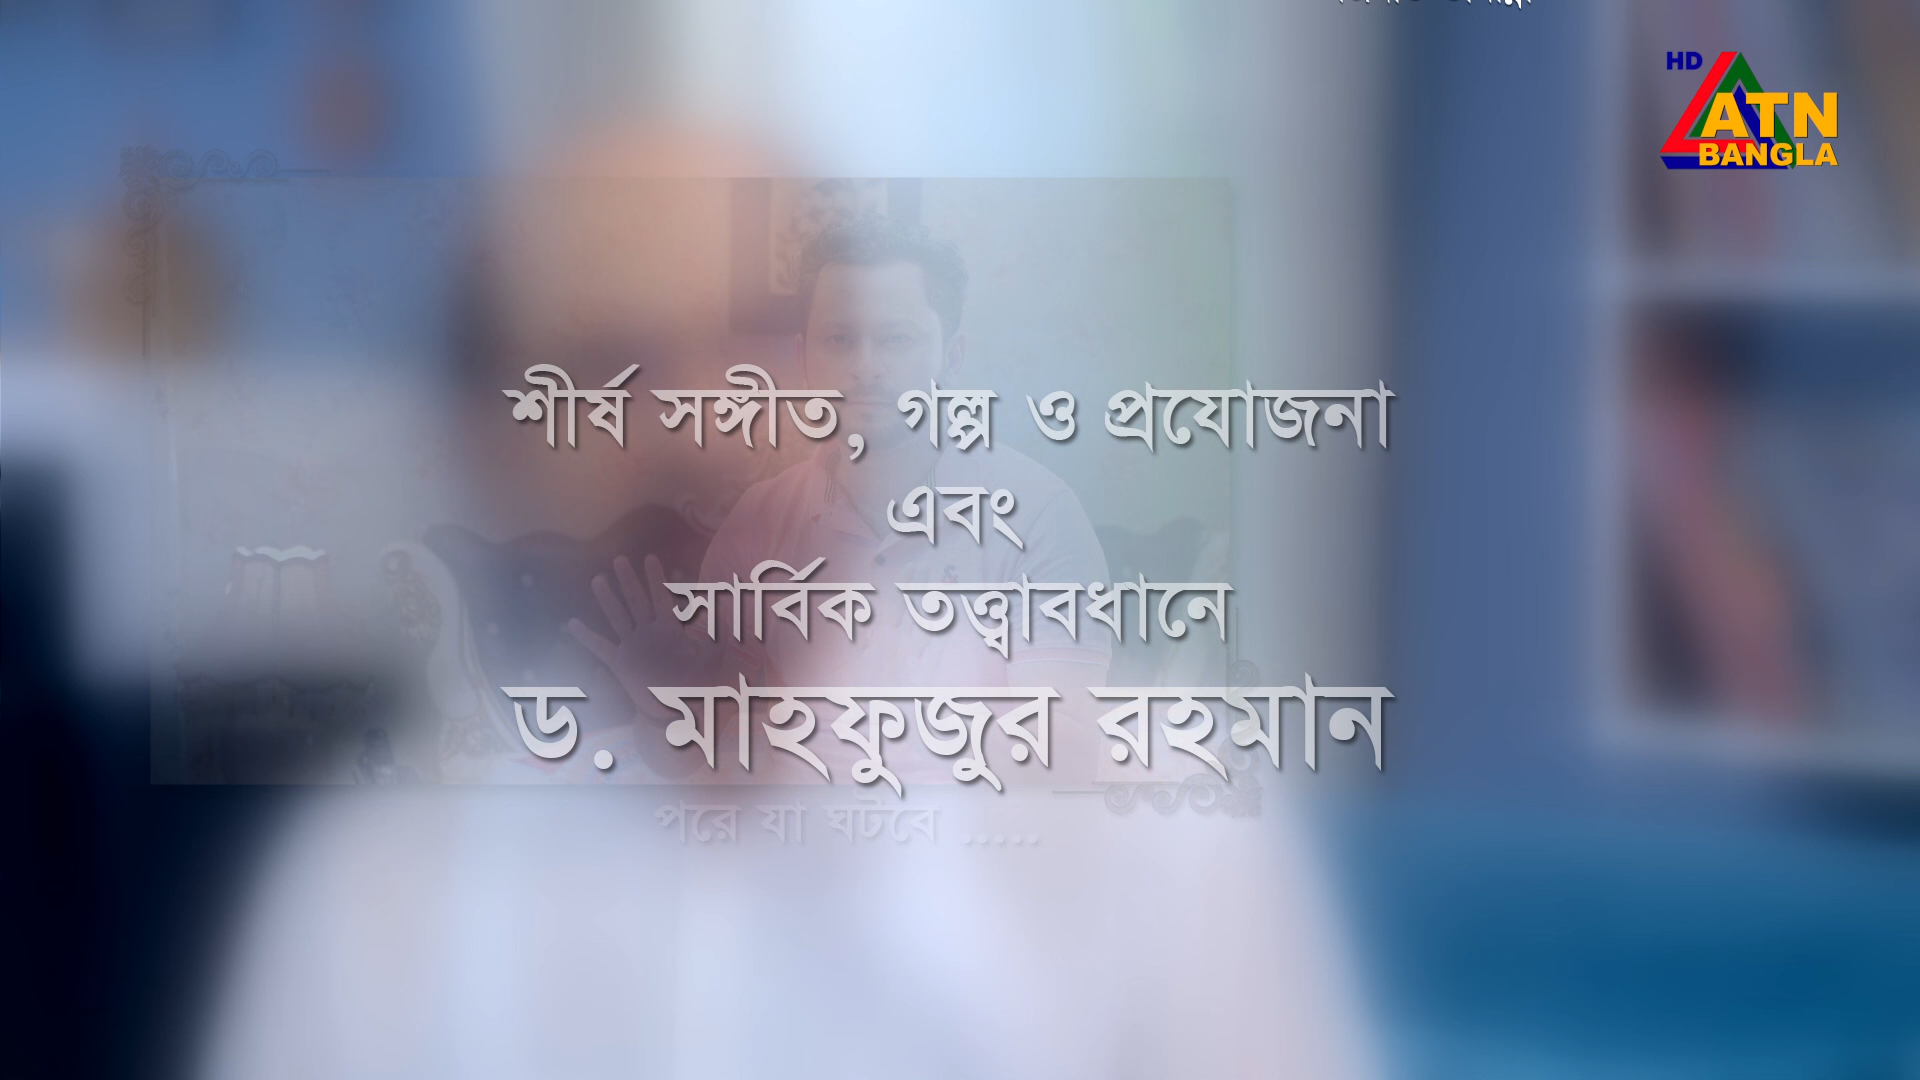 HD
ATN
BANGLA
শীর্ষ সঙ্গীত, গল্প ও প্রযোজনা
এবং
সার্বিক তত্ত্বাবধানে
ড. মাহফুজুর রহমান
পরে যা ঘটবে .....